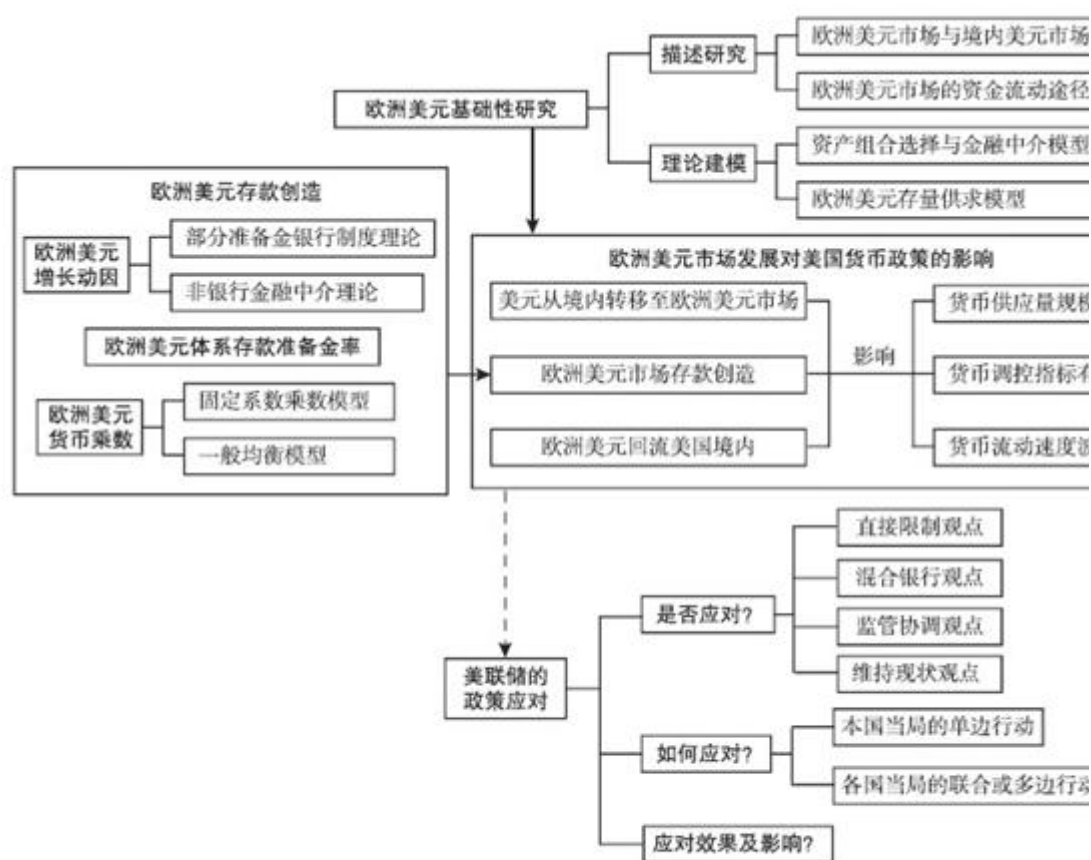 欧洲美元基础性研究
描述研究
欧洲美元市场与境内美元市场
欧洲美元市场的资金流动途径
理论建模
资产组合选择与金融中介模型
欧洲美元存量供求模型
欧洲美元存款创造
欧洲美元
增长动因
部分准备金银行制度理论
非银行金融中介理论
欧洲美元体系存款准备金率
欧洲美元
货币乘数
固定系数乘数模型
一般均衡模型
欧洲美元市场发展对美国货币政策的影响
美元从境内转移至欧洲美元市场
欧洲美元市场存款创造
欧洲美元回流美国境内
影响
货币供应量规模
货币调控指标有
货币流动速度
美联储的
政策应对
是否应对?
直接限制观点
混合银行观点
监管协调观点
维持现状观点
如何应对?
本国当局的单边行动
各国当局的联合或多边行动
应对效果及影响?